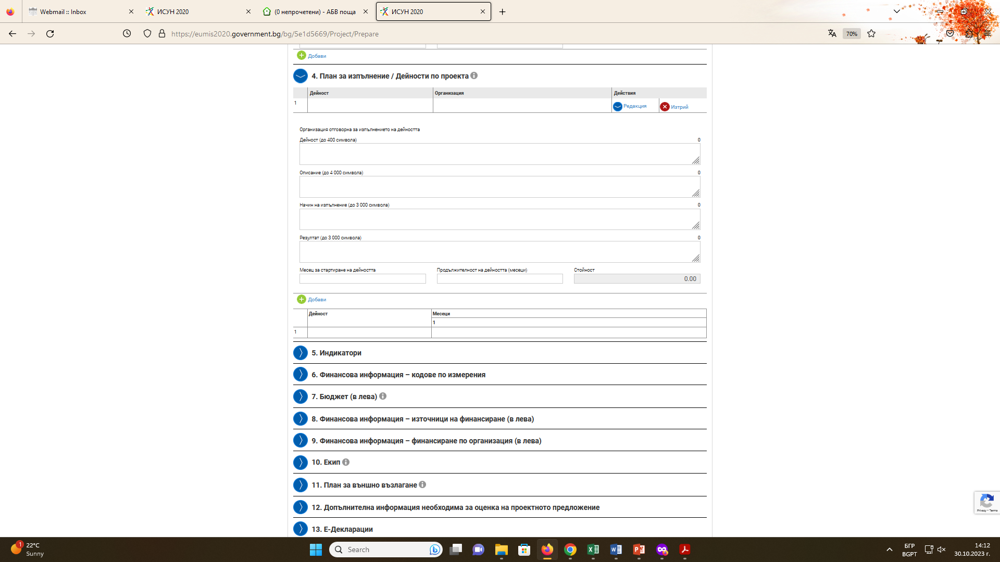 Webmail :: Inbox
ИСУН 2020
(0 непрочетени) - АБВ поща
ИСУН 2020
https://eumis2020.government.bg/bg/5e1d5669/Project/Prepare
70%
Добави
4. План за изпълнение / Дейности по проекта
Дейност
Организация
Действия
1
Редакция
Изтрий
Организация отговорна за изпълнението на дейността
Дейност (до 400 символа)
0
Описание (до 4 000 символа)
0
Начин на изпълнение (до 3 000 символа)
0
Резултат (до 3 000 символа)
0
Месец за стартиране на дейността
Продължителност на дейността (месеци)
Стойност
0.00
Добави
Дейност
Месеци
1
1
5. Индикатори
6. Финансова информация – кодове по измерения
7. Бюджет (в лева)
8. Финансова информация – източници на финансиране (в лева)
9. Финансова информация – финансиране по организация (в лева)
10. Екип
11. План за външно възлагане
12. Допълнителна информация необходима за оценка на проектното предложение
13. Е-Декларации
Privacy - Terms
1
22°C
Sunny
Search
БГР
BGPT
14:12
30.10.2023 г.